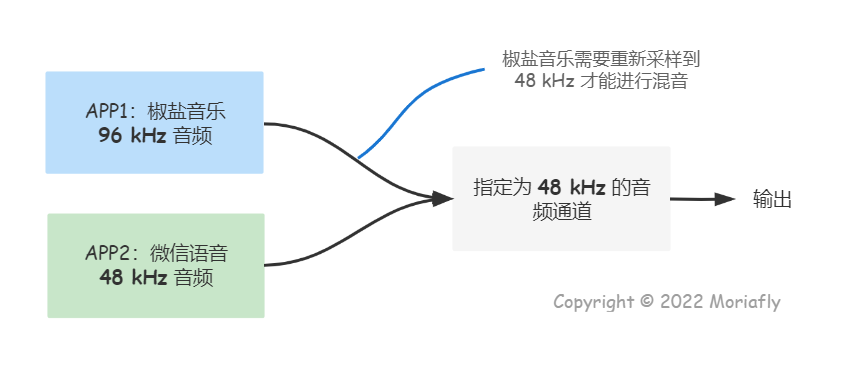 椒盐音乐需要重新采样到
48 kHz 才能进行混音
APP1：椒盐音乐
96 kHz 音频
指定为 48 kHz 的音
频通道
输出
APP2：微信语音
48 kHz 音频
Copyright © 2022 Moriafly